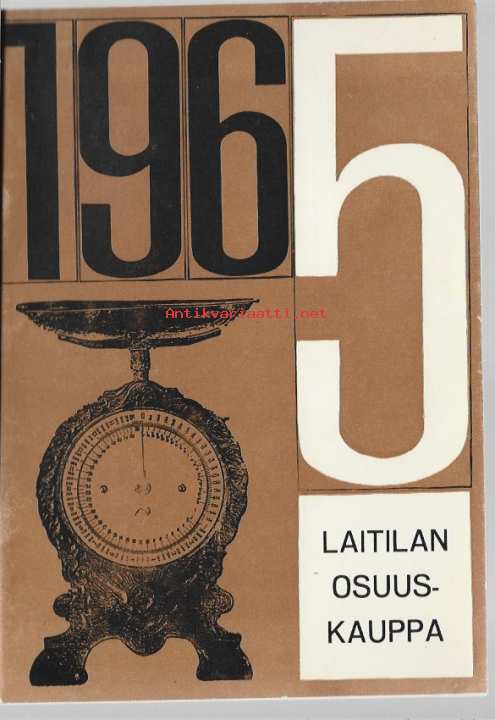 1965
Antikvariaatti.net
LAITILAN
OSUUS-
KAUPPA